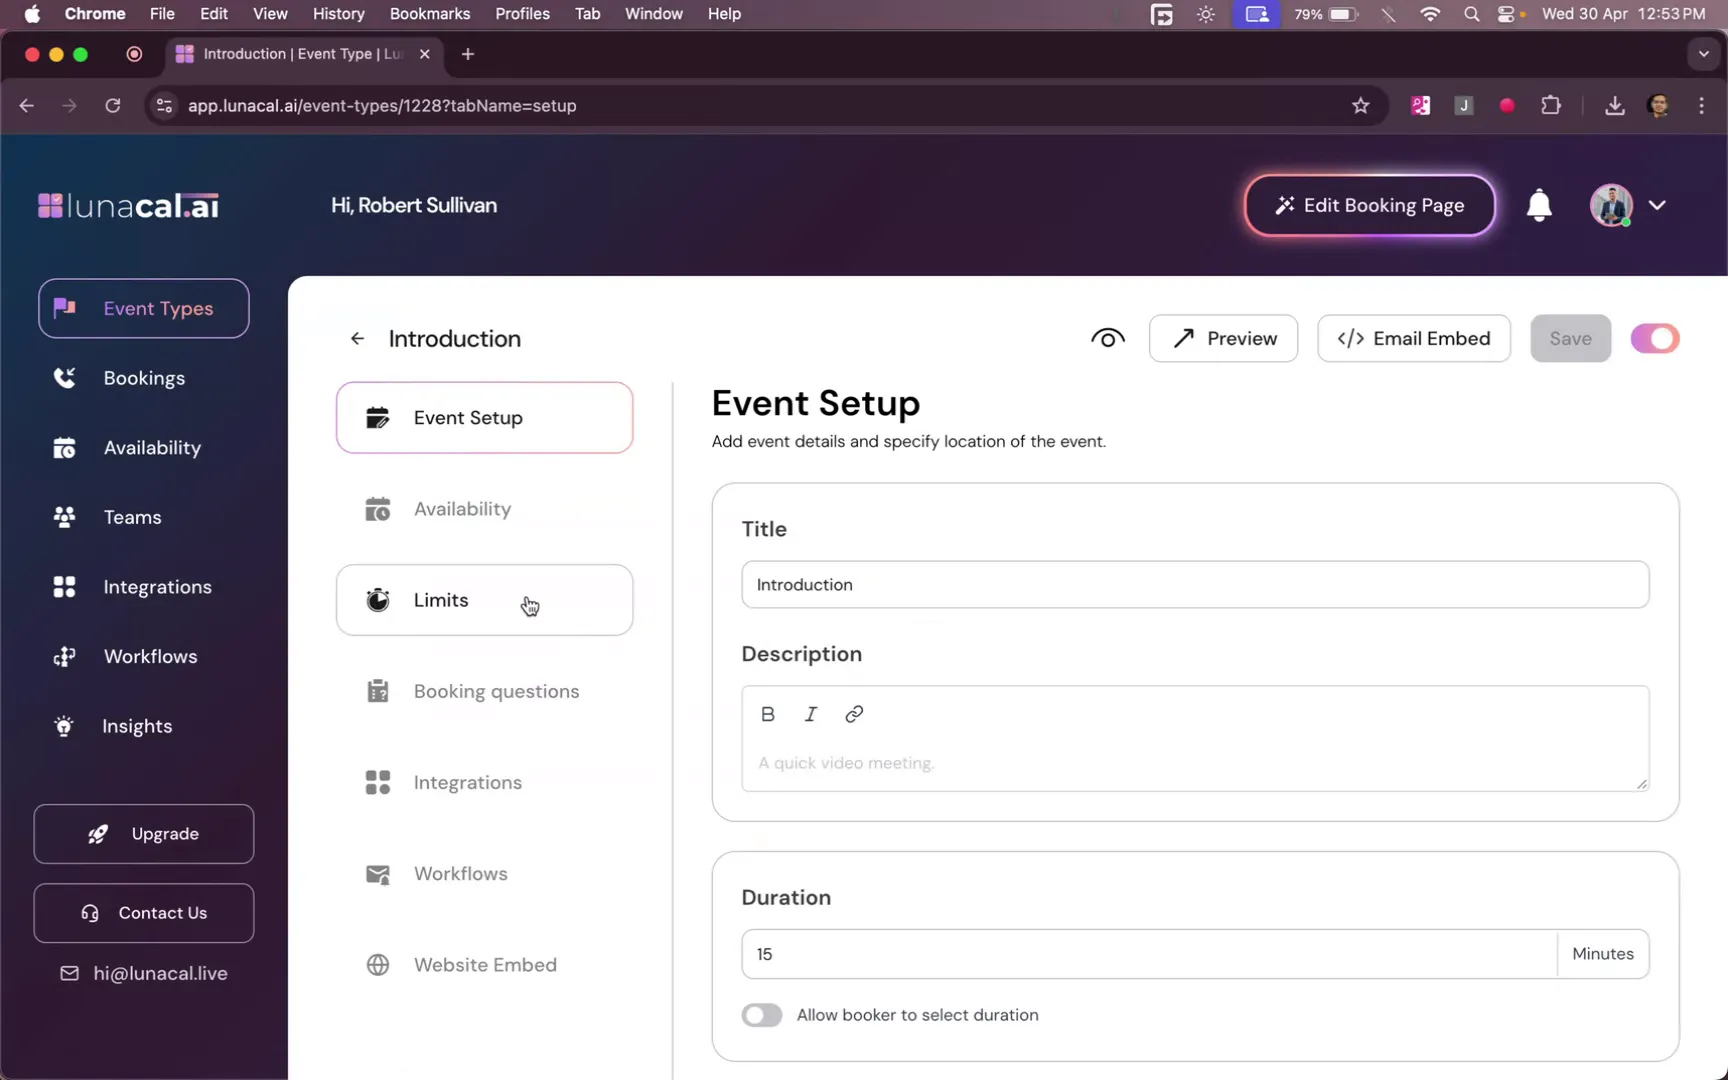 Chrome File Edit View History Bookmarks Profiles Tab Window Help 79% Wed 30 Apr 12:53 PM
Introduction | Event Type | Lu
app.lunacal.ai/event-types/1228?tabName=setup
J
lunacal.ai
Hi, Robert Sullivan
Edit Booking Page
Event Types
Bookings
Availability
Teams
Integrations
Workflows
Insights
Upgrade
Contact Us
hi@lunacal.live
Introduction
Preview
Email Embed
Save
Event Setup
Availability
Limits
Booking questions
Integrations
Workflows
Website Embed
Event Setup
Add event details and specify location of the event.
Title
Introduction
Description
B I
A quick video meeting.
Duration
15 Minutes
Allow booker to select duration